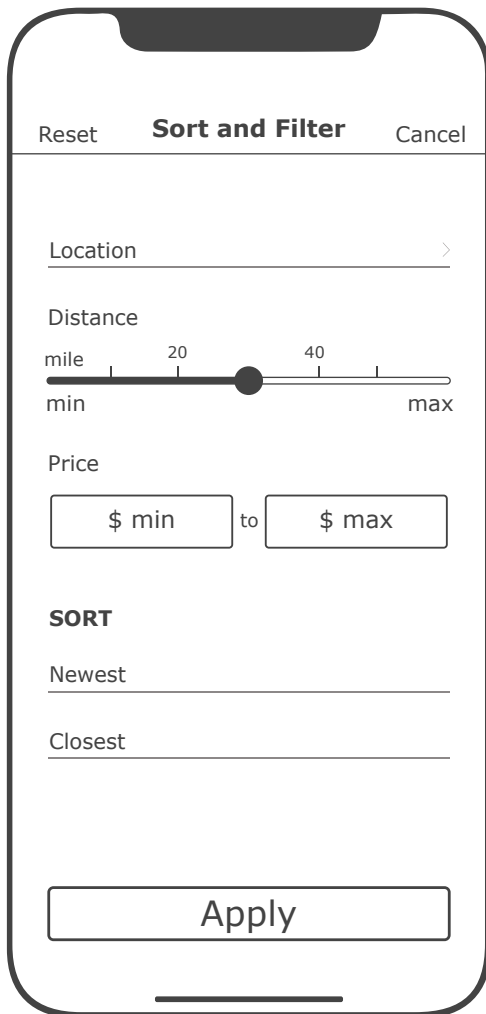 Reset Sort and Filter Cancel
Location
Distance
mile 20 40
min max
Price
$ min to $ max
SORT
Newest
Closest
Apply